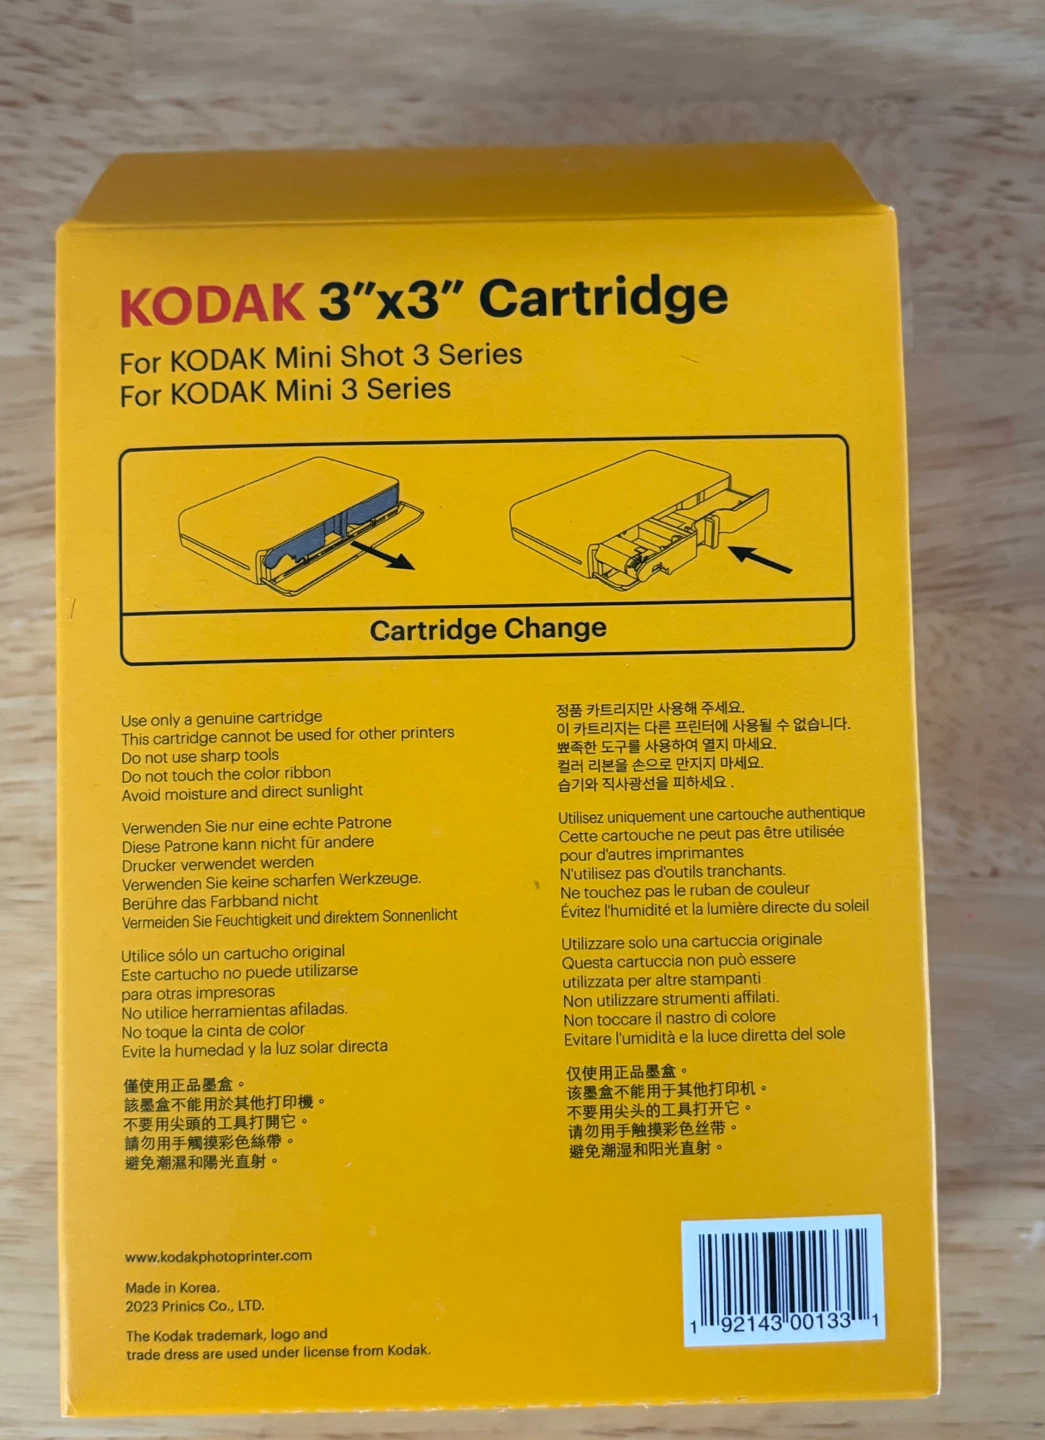 KODAK 3"x3" Cartridge
For KODAK Mini Shot 3 Series
For KODAK Mini 3 Series
Cartridge Change
Use only a genuine cartridge
This cartridge cannot be used for other printers
Do not use sharp tools
Do not touch the color ribbon
Avoid moisture and direct sunlight
Verwenden Sie nur eine echte Patrone
Diese Patrone kann nicht für andere
Drucker verwendet werden
Verwenden Sie keine scharfen Werkzeuge.
Berühre das Farbband nicht
Vermeiden Sie Feuchtigkeit und direktem Sonnenlicht
Utilice sólo un cartucho original
Este cartucho no puede utilizarse
para otras impresoras
No utilice herramientas afiladas.
No toque la cinta de color
Evite la humedad y la luz solar directa
僅使用正品墨盒。
該墨盒不能用於其他打印機。
不要用尖頭的工具打開它。
請勿用手觸摸彩色絲帶。
避免潮濕和陽光直射。
정품 카트리지만 사용해 주세요.
이 카트리지는 다른 프린터에 사용될 수 없습니다.
뾰족한 도구를 사용하여 열지 마세요.
컬러 리본을 손으로 만지지 마세요.
습기와 직사광선을 피하세요 .
Utilisez uniquement une cartouche authentique
Cette cartouche ne peut pas être utilisée
pour d'autres imprimantes
N'utilisez pas d'outils tranchants.
Ne touchez pas le ruban de couleur
Évitez l'humidité et la lumière directe du soleil
Utilizzare solo una cartuccia originale
Questa cartuccia non può essere
utilizzata per altre stampanti
Non utilizzare strumenti affilati.
Non toccare il nastro di colore
Evitare l'umidità e la luce diretta del sole
仅使用正品墨盒。
该墨盒不能用于其他打印机。
不要用尖头的工具打开它。
请勿用手触摸彩色丝带。
避免潮湿和阳光直射。
www.kodakphotoprinter.com
Made in Korea.
2023 Prinics Co., LTD.
The Kodak trademark, logo and
trade dress are used under license from Kodak.
1 92143 00133 1